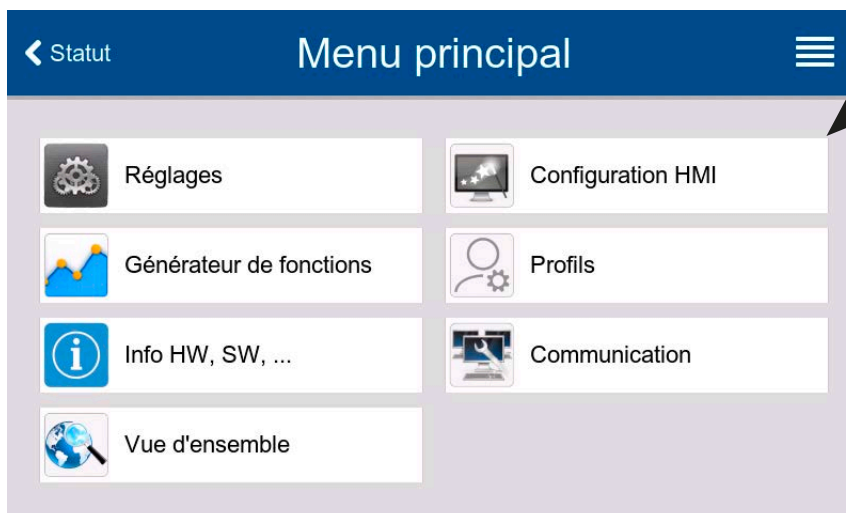 Statut
Menu principal
Réglages
Configuration HMI
Générateur de fonctions
Profils
Info HW, SW, ...
Communication
Vue d'ensemble